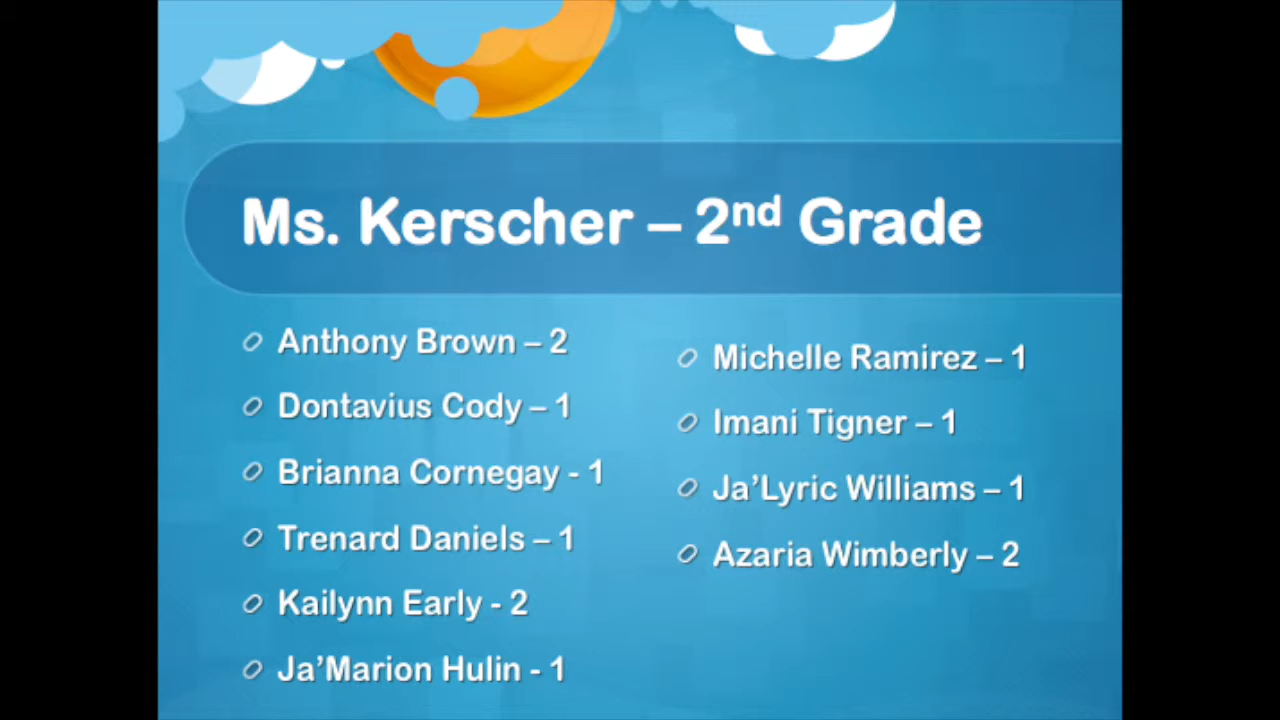 Ms. Kerscher – 2nd Grade
Anthony Brown – 2
Dontavius Cody – 1
Brianna Cornegay - 1
Trenard Daniels – 1
Kailynn Early - 2
Ja’Marion Hulin - 1
Michelle Ramirez – 1
Imani Tigner – 1
Ja’Lyric Williams – 1
Azaria Wimberly – 2